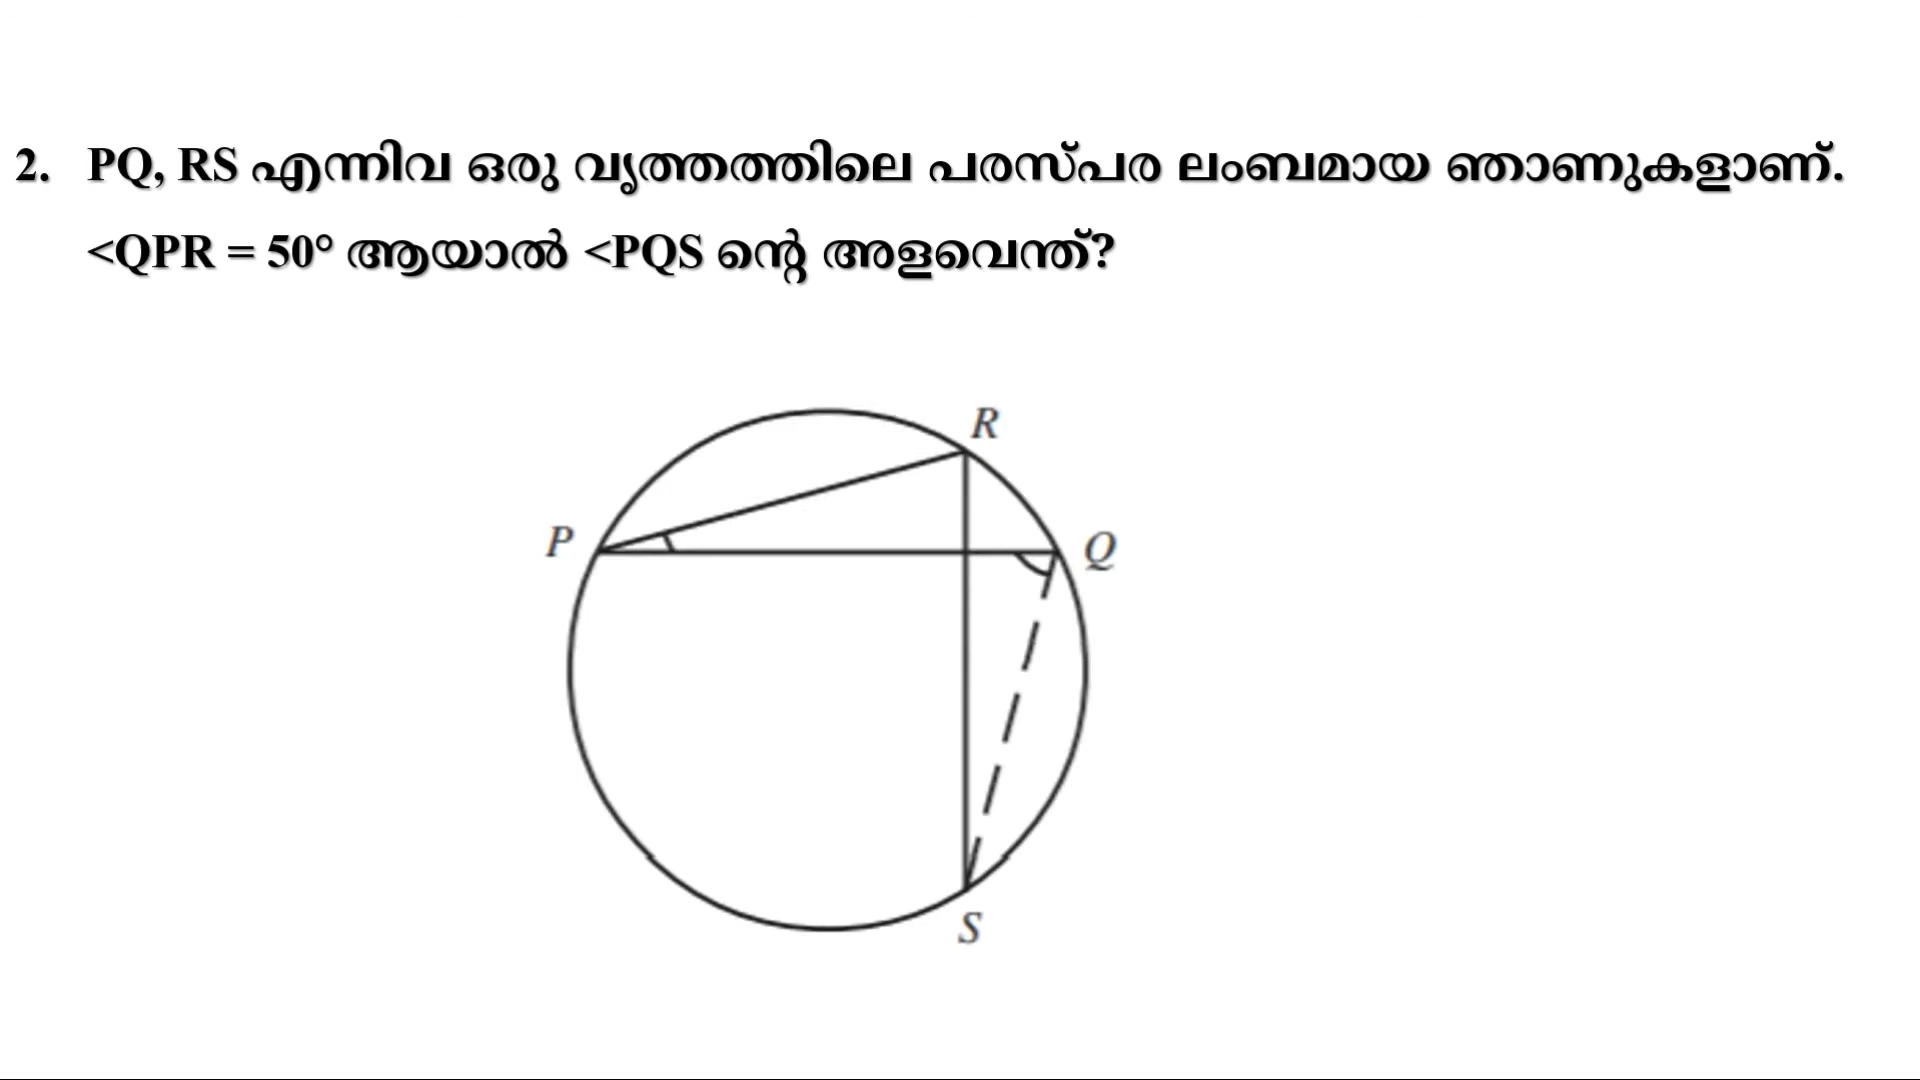 2. PQ, RS എന്നിവ ഒരു വൃത്തത്തിലെ പരസ്പര ലംബമായ ഞാണുകളാണ്.
<QPR = 50° ആയാൽ <PQS ന്റെ അളവെന്ത്?
R
P
Q
S